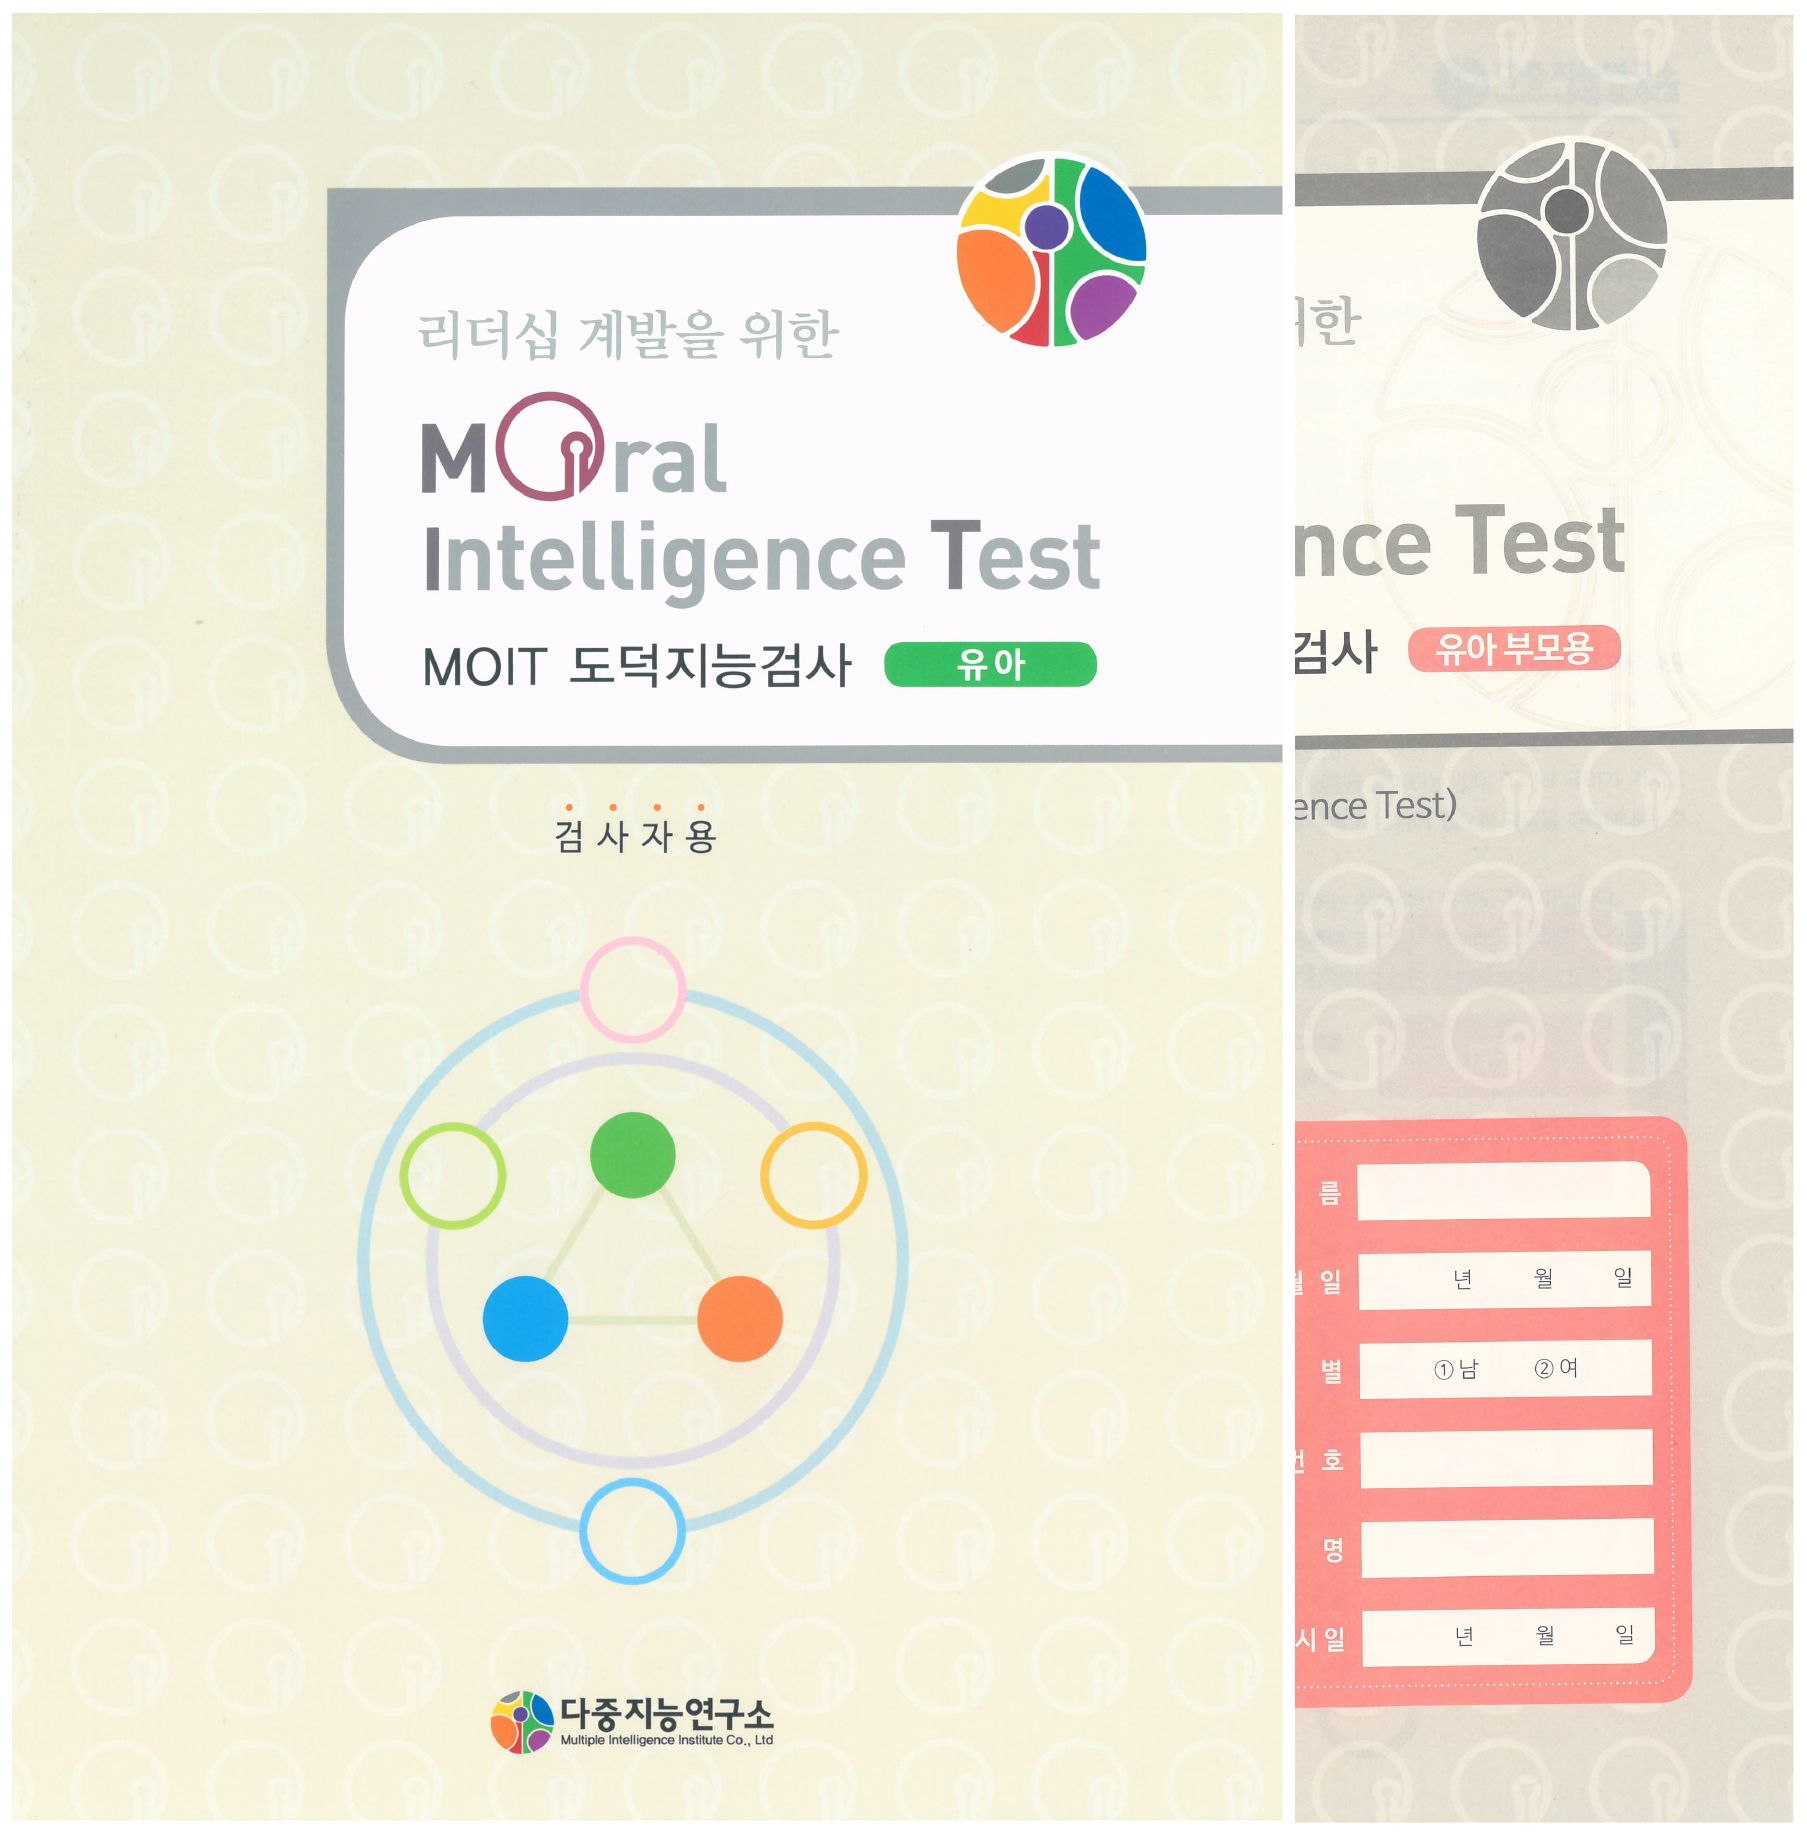 리더십 계발을 위한
Moral
Intelligence Test
MOIT 도덕지능검사 유아
검사자용
다중지능연구소
Multiple Intelligence Institute Co., Ltd
한
nce Test
검사 유아 부모용
ence Test)
름
일 년 월 일
별 ①남 ②여
호
명
시일 년 월 일